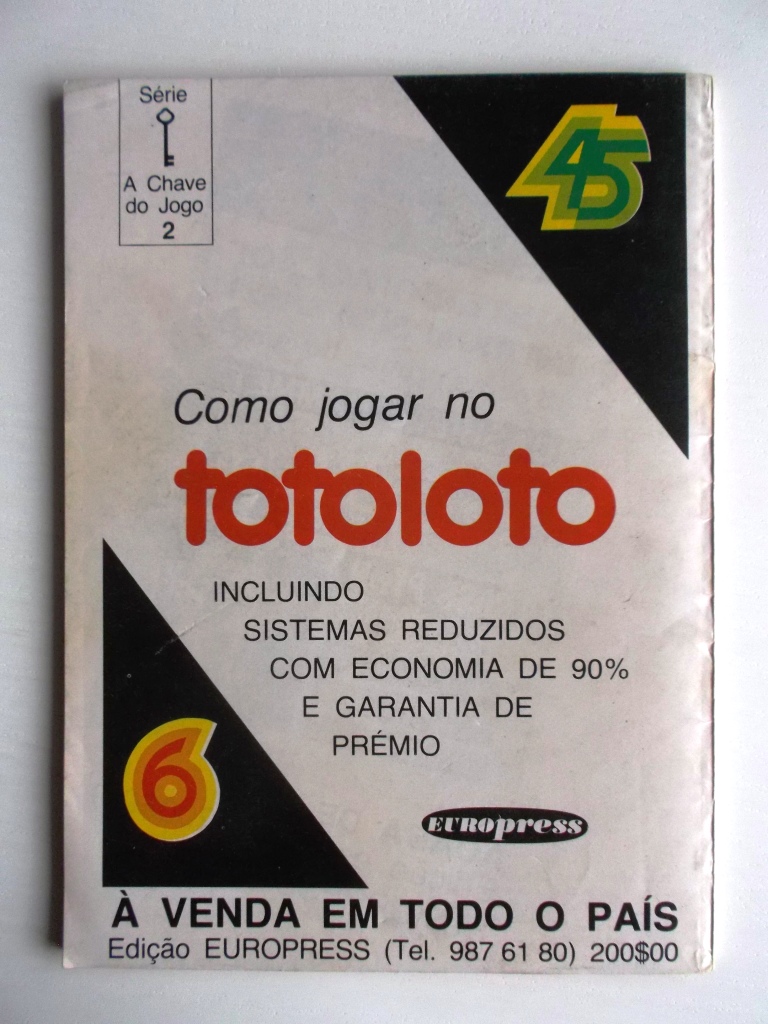 Série
A Chave
do Jogo
2
45
Como jogar no
totoloto
INCLUINDO
SISTEMAS REDUZIDOS
COM ECONOMIA DE 90%
E GARANTIA DE
PRÉMIO
6
EUROpress
À VENDA EM TODO O PAÍS
Edição EUROPRESS (Tel. 987 61 80) 200$00